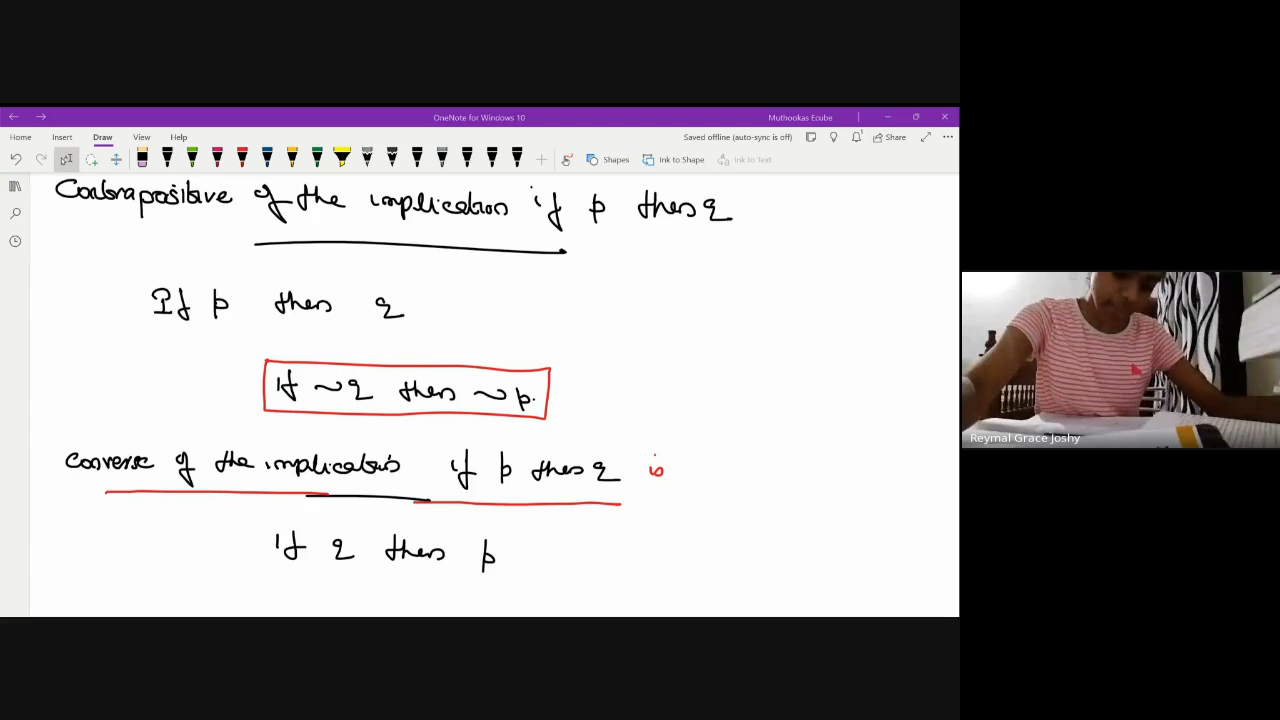 OneNote for Windows 10
Muthookas Ecube
Home Insert Draw View Help
Saved offline (auto-sync is off)
Share
Shapes
Ink to Shape
Ink to Text
Contrapositive of the implication if p then q
If p then q
If ~q then ~p.
Converse of the implication if p then q is
If q then p
Reymal Grace Joshy